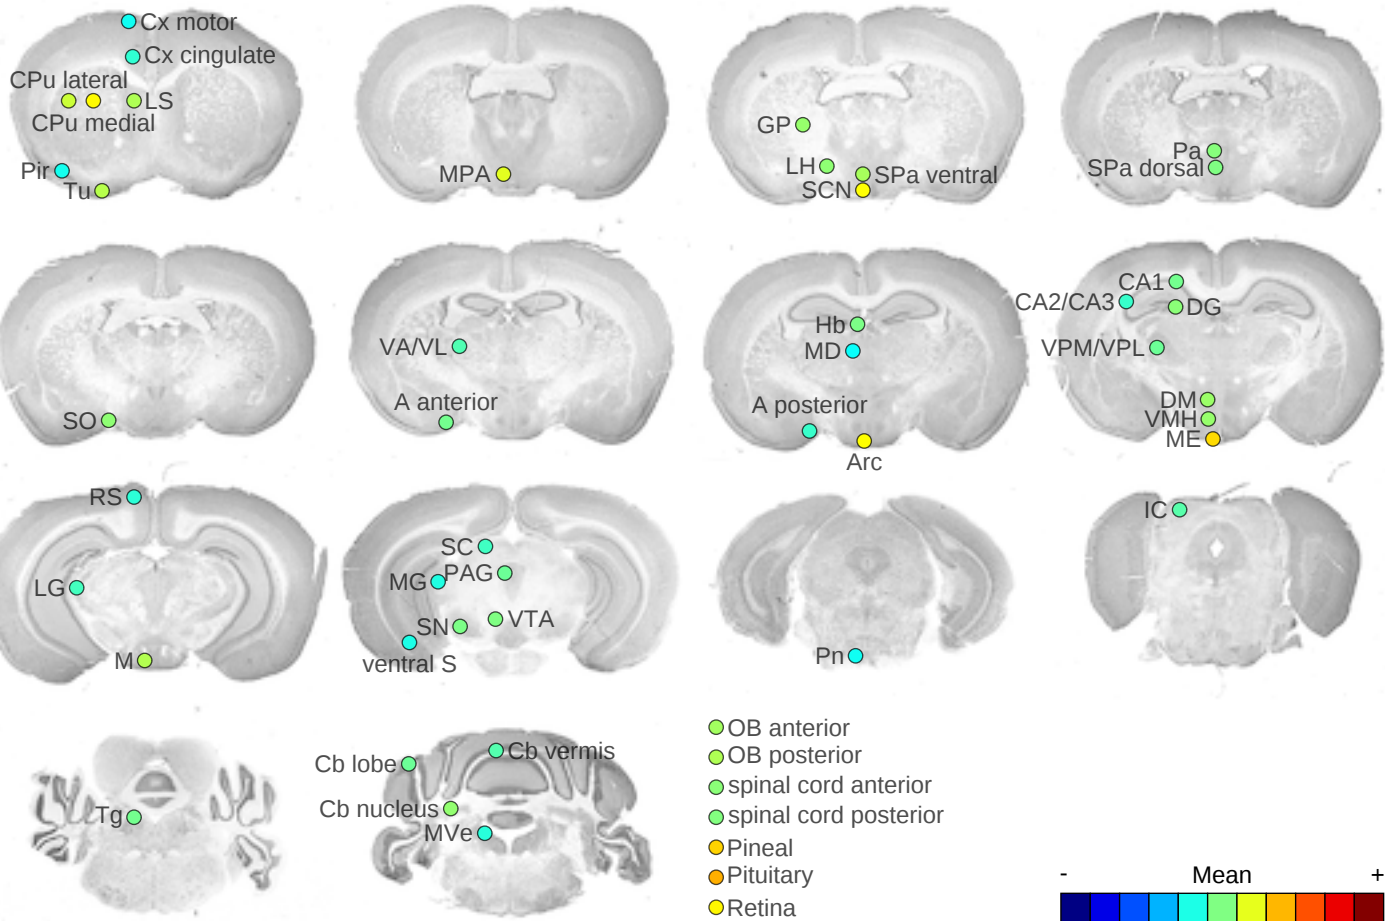 Cx motor
Cx cingulate
CPu lateral
LS
CPu medial
Pir
Tu
MPA
GP
LH
SPa ventral
SCN
Pa
SPa dorsal
SO
VA/VL
A anterior
Hb
MD
A posterior
Arc
CA1
CA2/CA3
DG
VPM/VPL
DM
VMH
ME
RS
LG
M
SC
MG
PAG
SN
VTA
ventral S
Pn
IC
Tg
Cb lobe
Cb vermis
Cb nucleus
MVe
OB anterior
OB posterior
spinal cord anterior
spinal cord posterior
Pineal
Pituitary
Retina
- Mean +